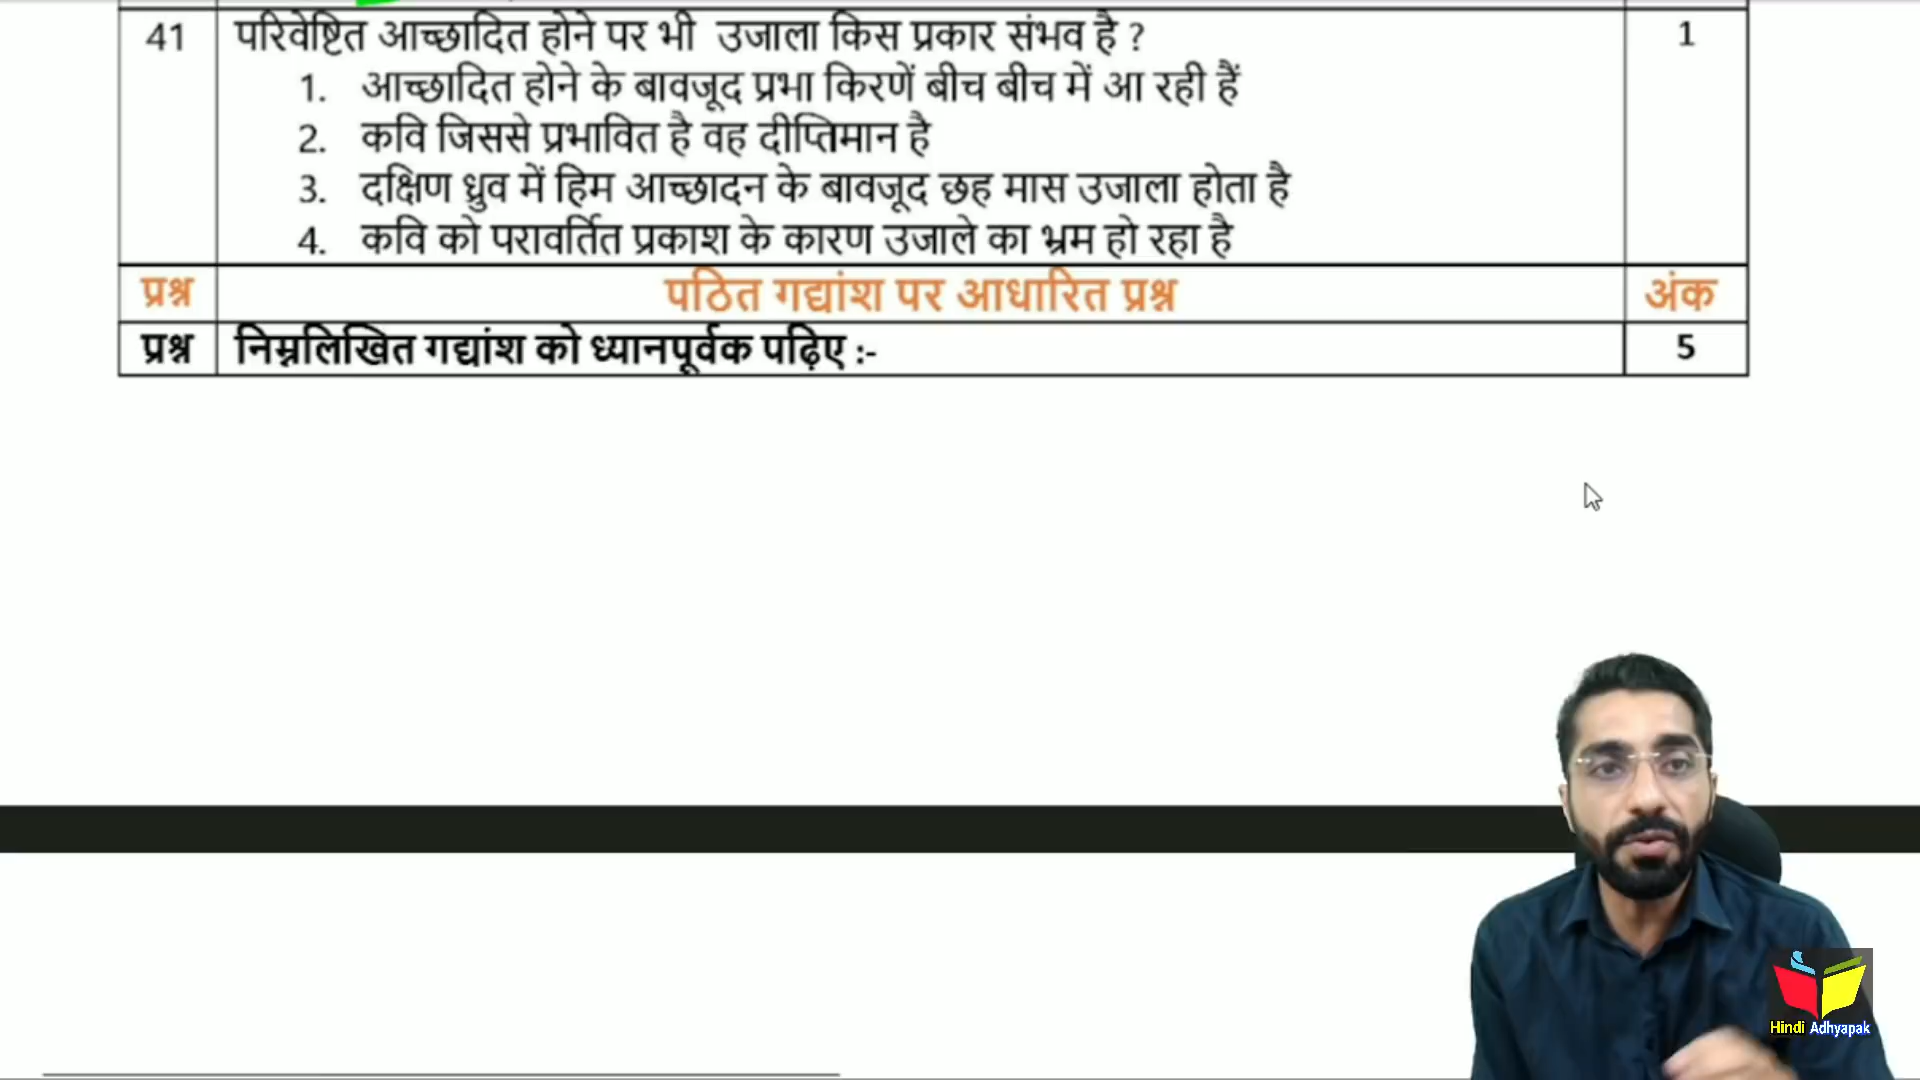 41 परिवेष्टित आच्छादित होने पर भी उजाला किस प्रकार संभव है ? 1
1. आच्छादित होने के बावजूद प्रभा किरणें बीच बीच में आ रही हैं
2. कवि जिससे प्रभावित है वह दीप्तिमान है
3. दक्षिण ध्रुव में हिम आच्छादन के बावजूद छह मास उजाला होता है
4. कवि को परावर्तित प्रकाश के कारण उजाले का भ्रम हो रहा है
प्रश्न पठित गद्यांश पर आधारित प्रश्न अंक
प्रश्न निम्नलिखित गद्यांश को ध्यानपूर्वक पढ़िए :- 5
Hindi Adhyapak